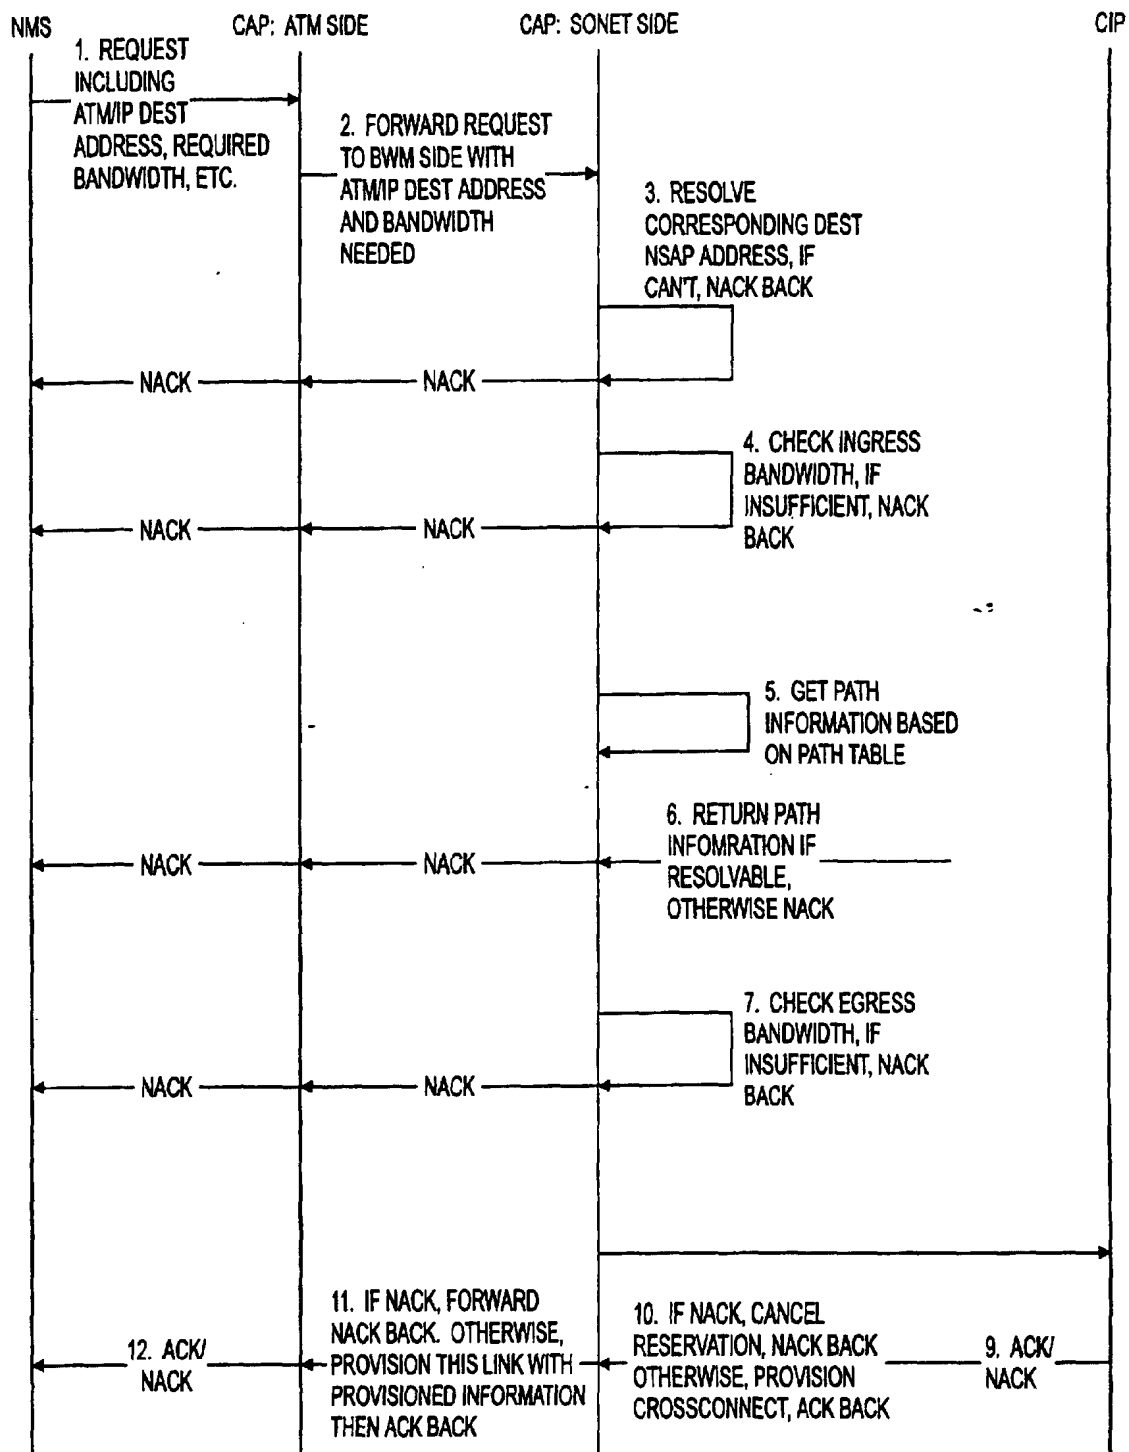 NMS
CAP: ATM SIDE
CAP: SONET SIDE
CIP
1. REQUEST
INCLUDING
ATM/IP DEST
ADDRESS, REQUIRED
BANDWIDTH, ETC.
2. FORWARD REQUEST
TO BWM SIDE WITH
ATM/IP DEST ADDRESS
AND BANDWIDTH
NEEDED
3. RESOLVE
CORRESPONDING DEST
NSAP ADDRESS, IF
CAN'T, NACK BACK
NACK
NACK
4. CHECK INGRESS
BANDWIDTH, IF
INSUFFICIENT, NACK
BACK
NACK
NACK
5. GET PATH
INFORMATION BASED
ON PATH TABLE
6. RETURN PATH
INFOMRATION IF
RESOLVABLE,
OTHERWISE NACK
NACK
NACK
7. CHECK EGRESS
BANDWIDTH, IF
INSUFFICIENT, NACK
BACK
NACK
NACK
12. ACK/
NACK
11. IF NACK, FORWARD
NACK BACK. OTHERWISE,
PROVISION THIS LINK WITH
PROVISIONED INFORMATION
THEN ACK BACK
10. IF NACK, CANCEL
RESERVATION, NACK BACK
OTHERWISE, PROVISION
CROSSCONNECT, ACK BACK
9. ACK/
NACK